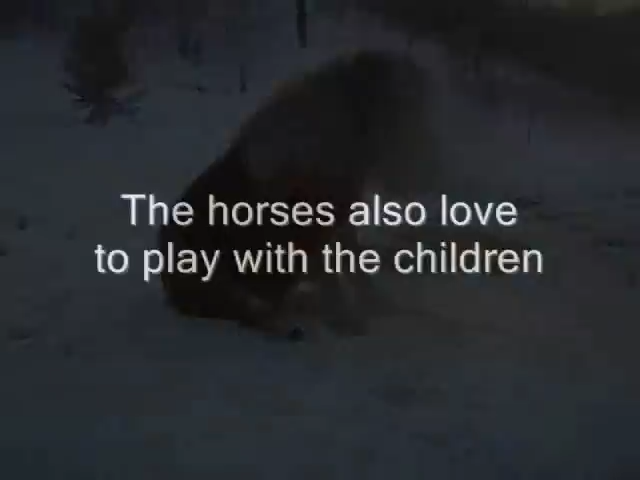 The horses also love
to play with the children